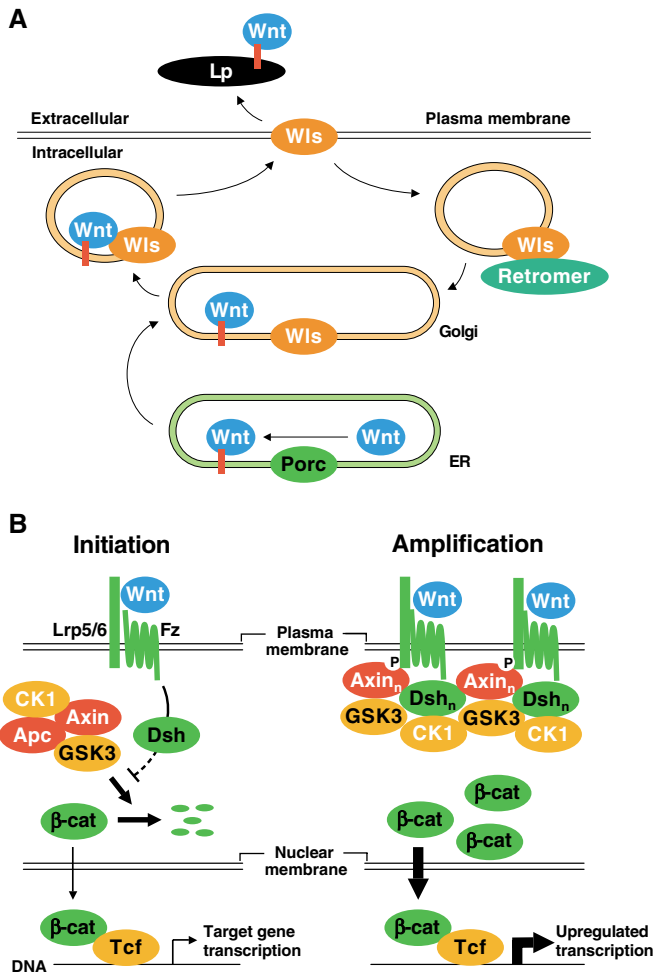 A
Wnt
Lp
Extracellular
Plasma membrane
Wls
Intracellular
Wnt
Wls
Wls
Retromer
Wnt
Wls
Golgi
Wnt
Wnt
Porc
ER
B
Initiation
Amplification
Wnt
Wnt
Wnt
Lrp5/6
Fz
Plasma
membrane
P
P
Axinn
Axinn
CK1
Axin
Dshn
Dshn
Apc
GSK3
Dsh
GSK3
CK1
GSK3
CK1
β-cat
β-cat
β-cat
β-cat
Nuclear
membrane
β-cat
Tcf
Target gene
transcription
β-cat
Tcf
Upregulated
transcription
DNA